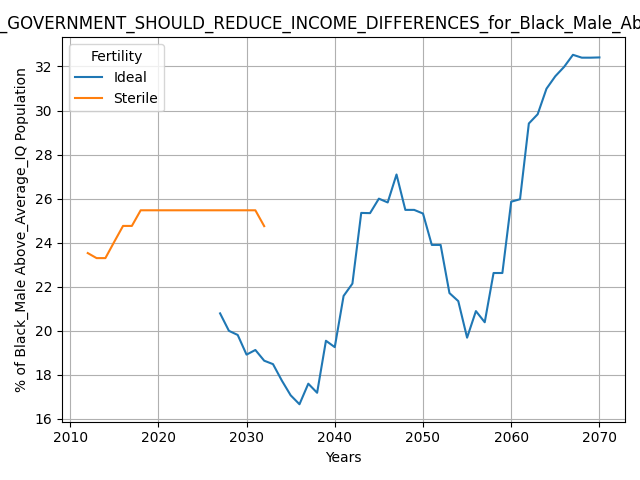 _GOVERNMENT_SHOULD_REDUCE_INCOME_DIFFERENCES_for_Black_Male_Ab
Fertility
Ideal
Sterile
% of Black_Male Above_Average_IQ Population
32
30
28
26
24
22
20
18
16
2010 2020 2030 2040 2050 2060 2070
Years